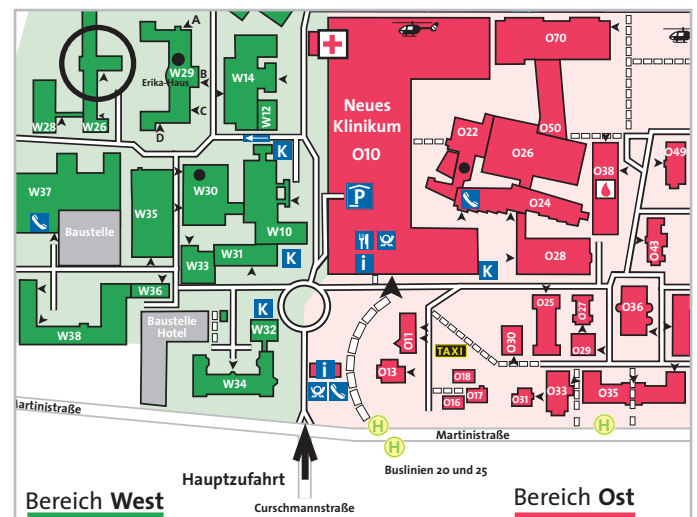 A
O70
W29
B
Erika-Haus
W14
C
D
W28
W26
W12
Neues
Klinikum
O10
O22
O50
O26
O38
O49
K
W30
W37
W35
P
O24
Baustelle
W10
O43
W31
W33
K
i
K
O28
W36
K
O25
O27
O36
Baustelle
Hotel
W32
O11
W38
TAXI
O30
O29
i
W34
O13
O18
O17
O16
O31
O33
O35
Martinistraße
H
H
H
Martinistraße
Hauptzufahrt
Buslinien 20 und 25
Bereich West
Bereich Ost
Curschmannstraße